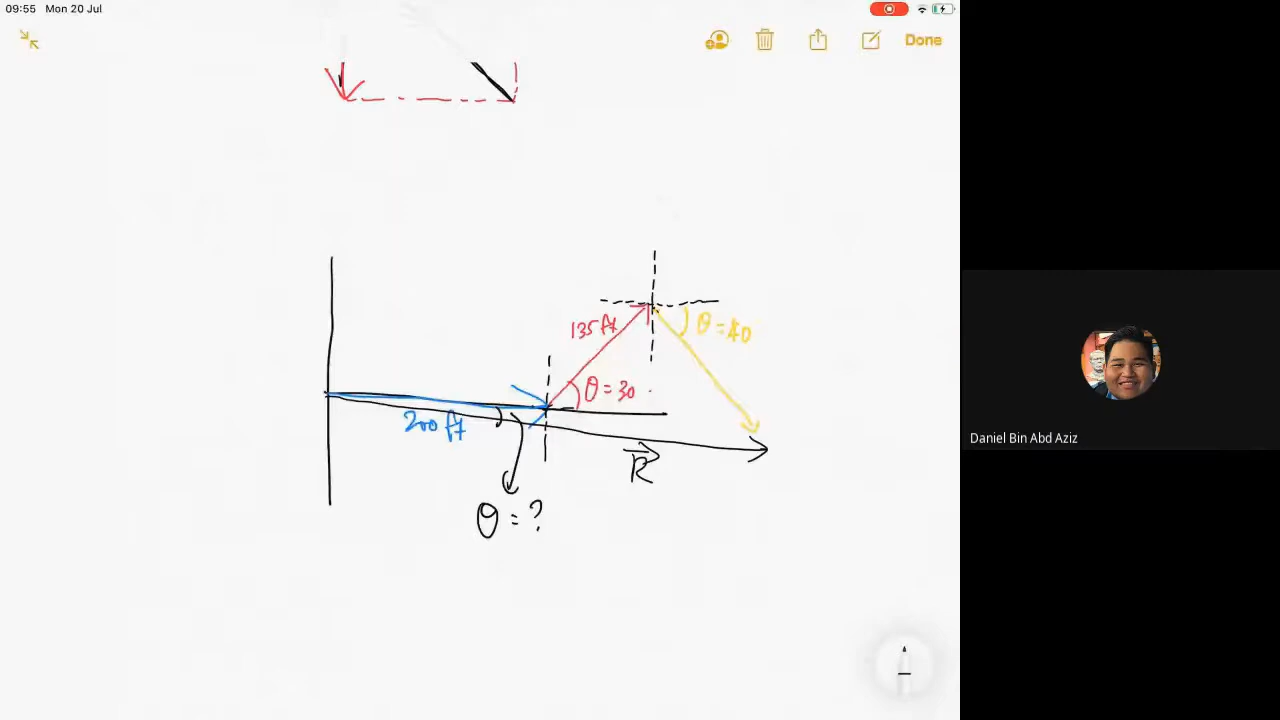 09:55 Mon 20 Jul
Done
135 ft
θ = 40
θ = 30
200 ft
R
θ = ?
Daniel Bin Abd Aziz